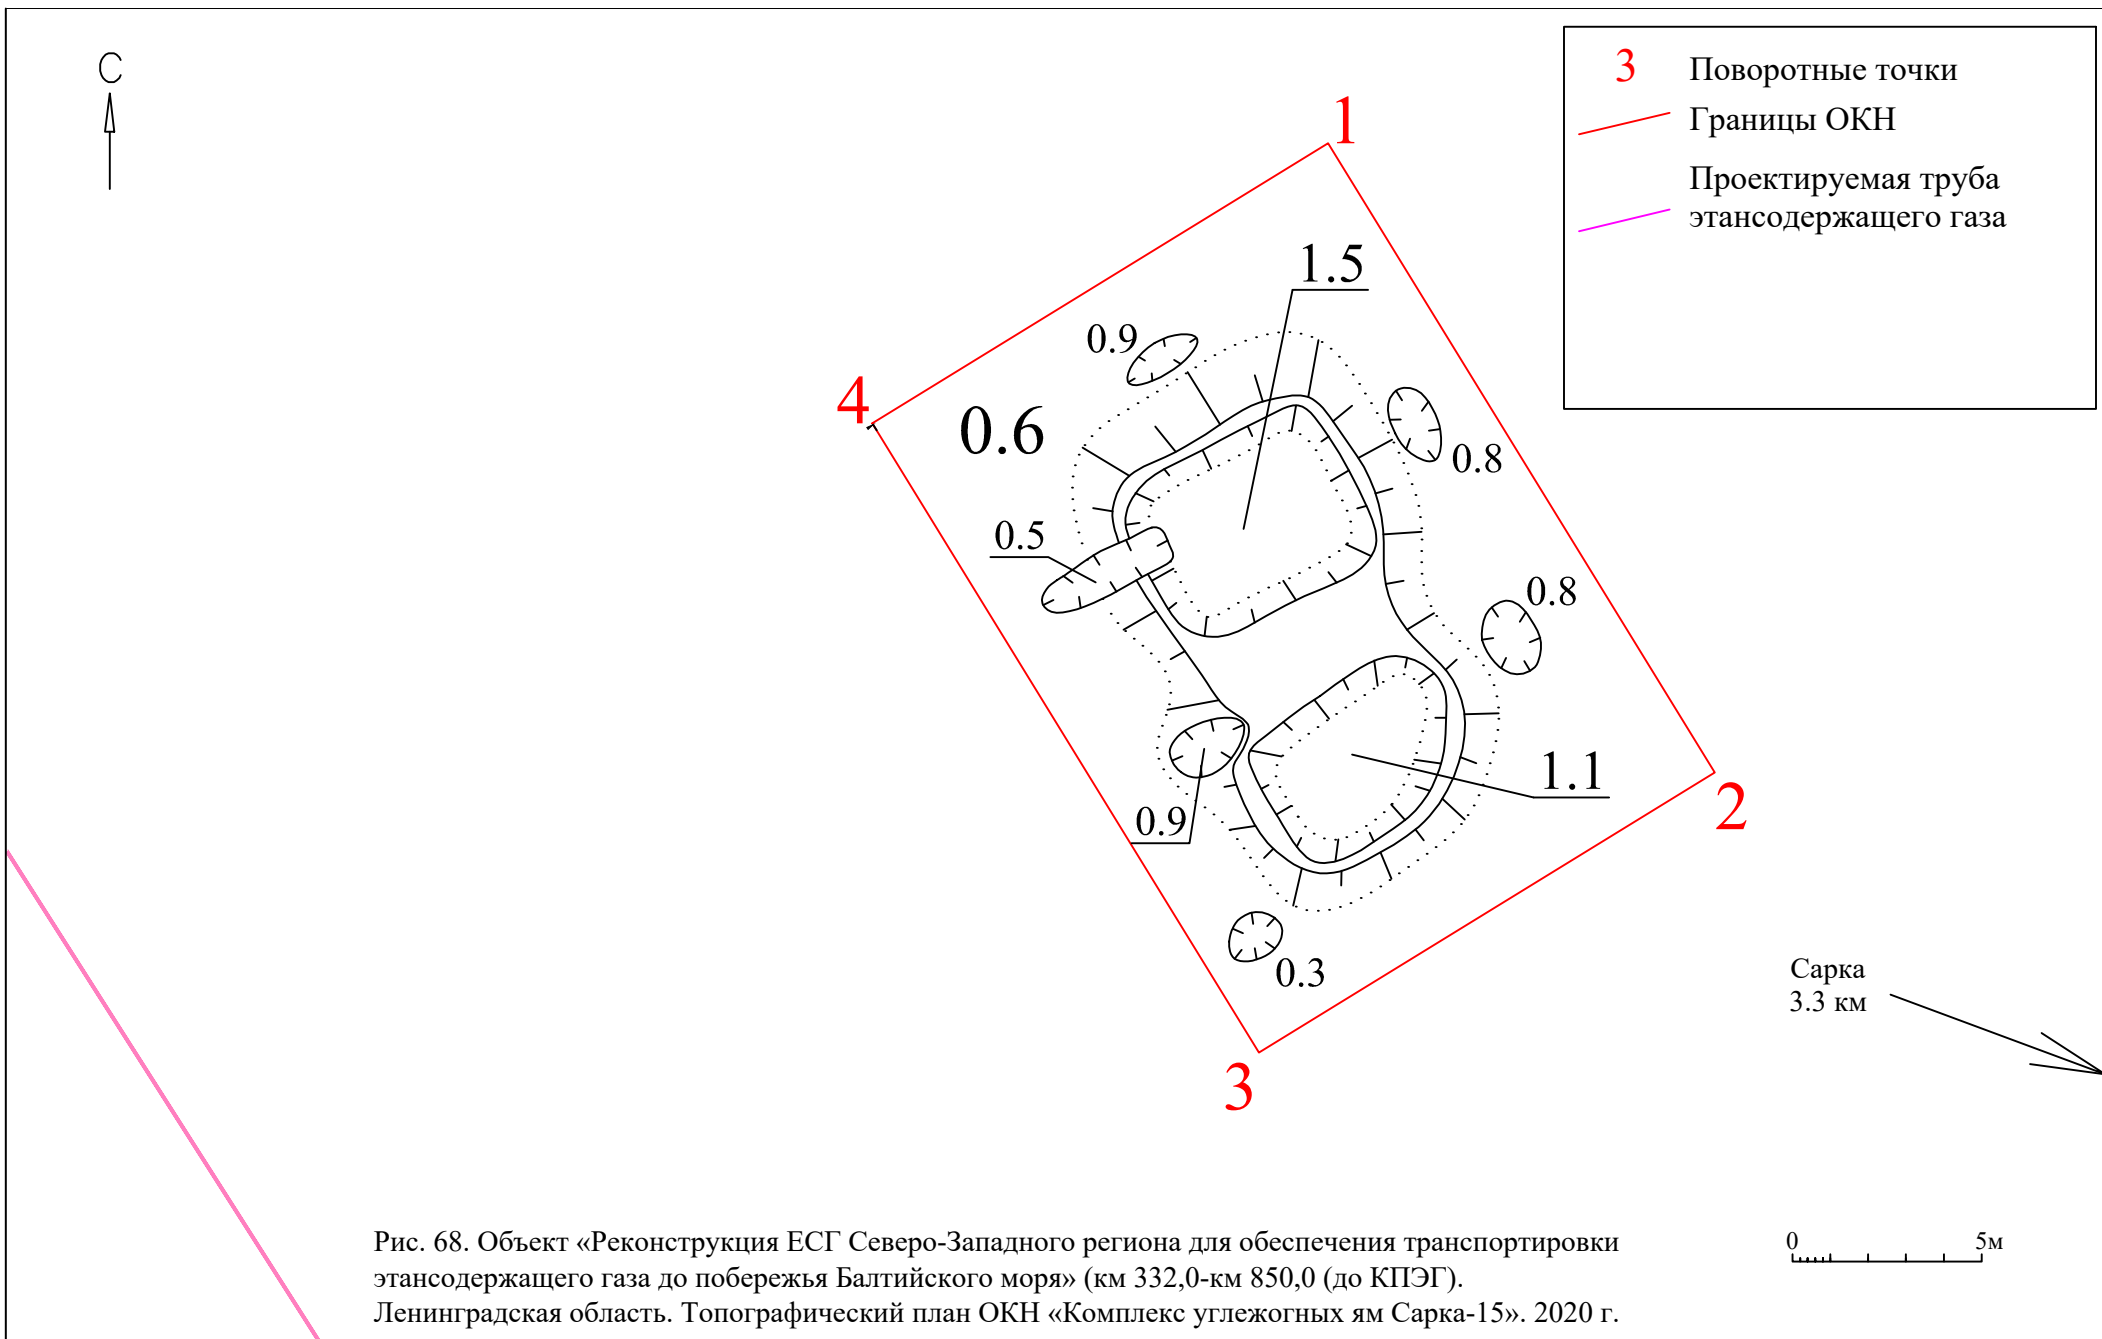 С
3 Поворотные точки
Границы ОКН
Проектируемая труба
этансодержащего газа
1
1.5
0.9
4
0.6
0.8
0.5
0.8
1.1
2
0.9
0.3
3
Сарка
3.3 км
0 5м
Рис. 68. Объект «Реконструкция ЕСГ Северо-Западного региона для обеспечения транспортировки
этансодержащего газа до побережья Балтийского моря» (км 332,0-км 850,0 (до КПЭГ).
Ленинградская область. Топографический план ОКН «Комплекс углежогных ям Сарка-15». 2020 г.